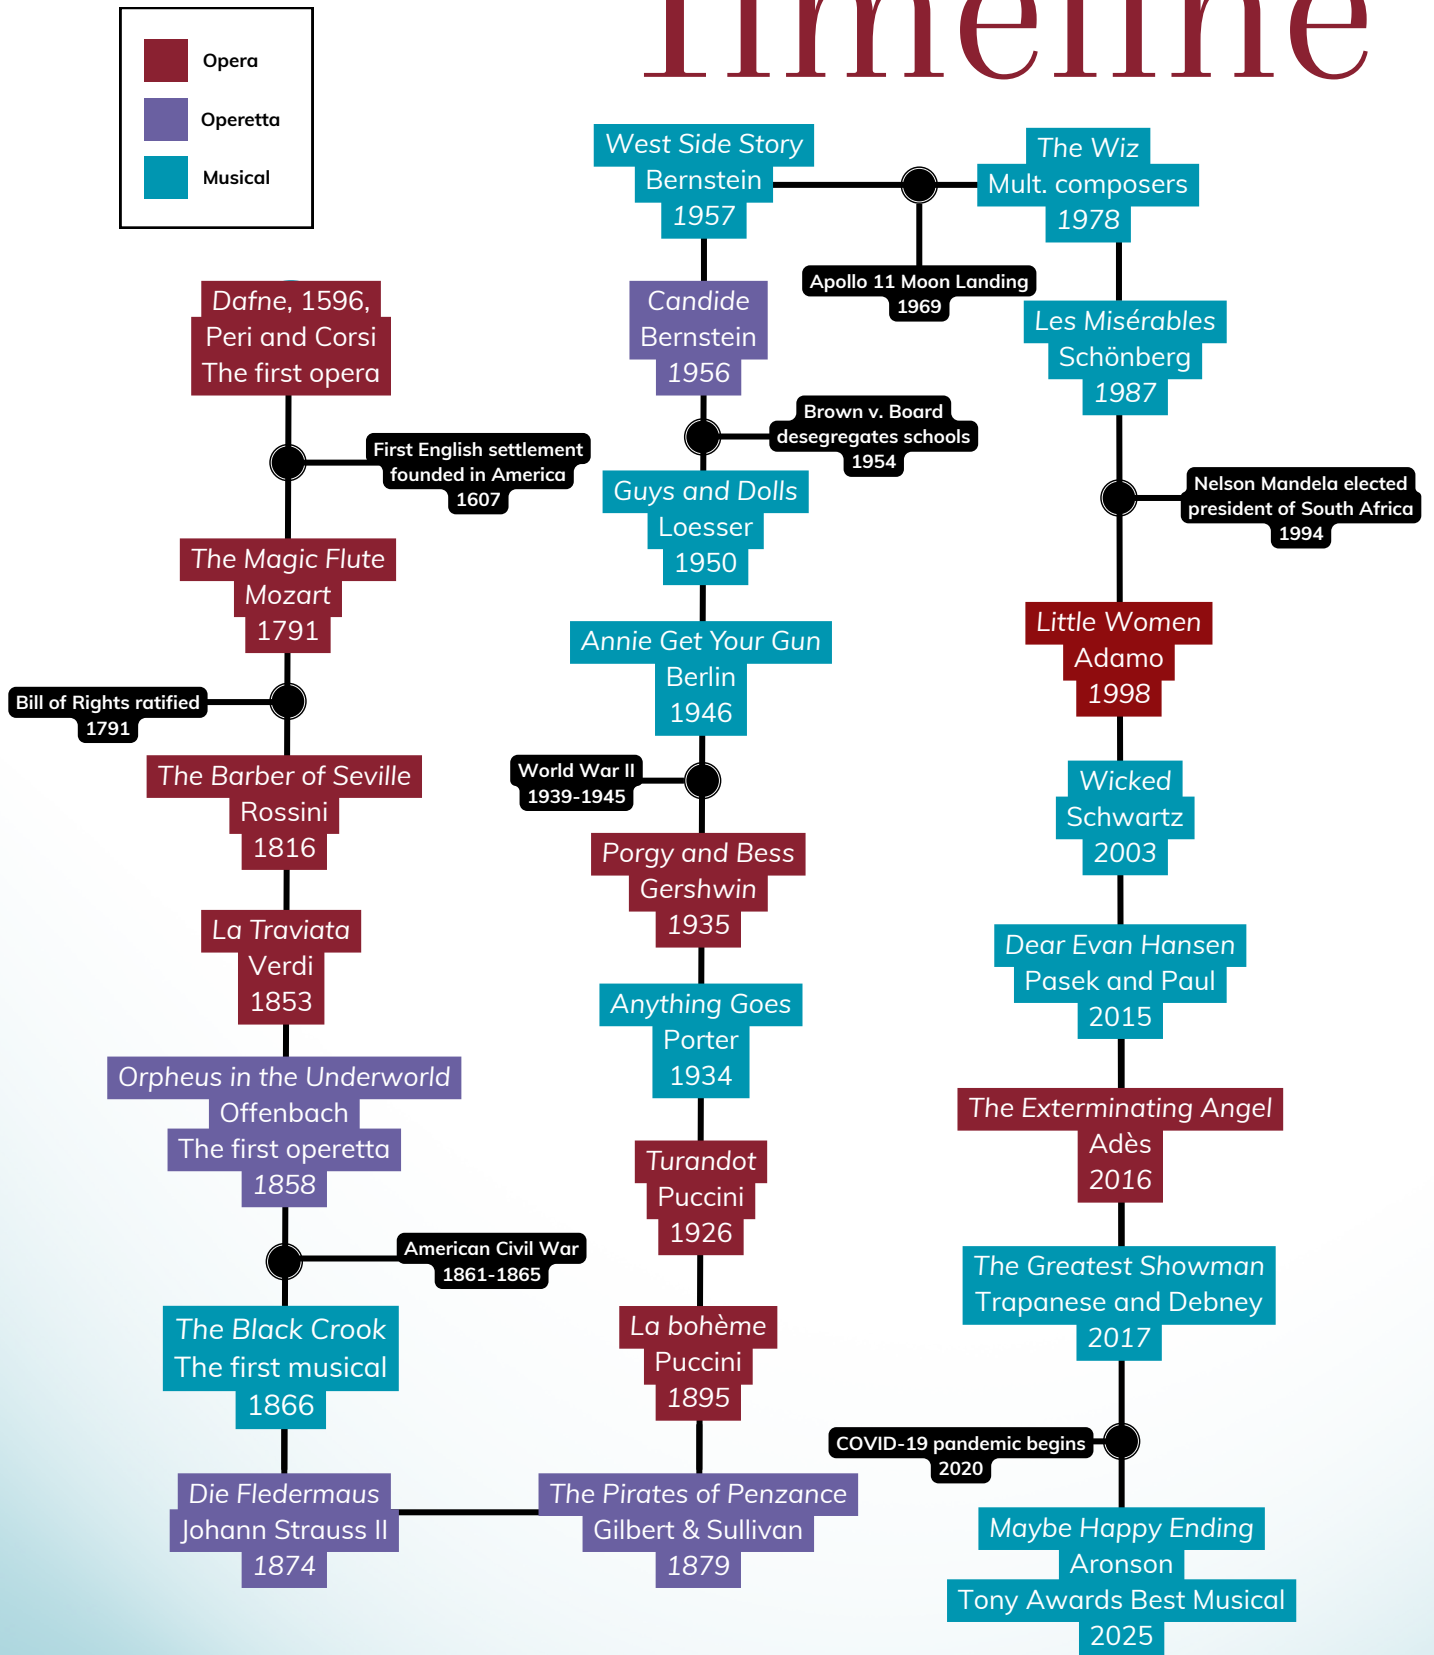 Timeline
Opera
Operetta
Musical
Dafne, 1596,
Peri and Corsi
The first opera
First English settlement
founded in America
1607
The Magic Flute
Mozart
1791
Bill of Rights ratified
1791
The Barber of Seville
Rossini
1816
La Traviata
Verdi
1853
Orpheus in the Underworld
Offenbach
The first operetta
1858
American Civil War
1861-1865
The Black Crook
The first musical
1866
Die Fledermaus
Johann Strauss II
1874
The Pirates of Penzance
Gilbert & Sullivan
1879
La bohème
Puccini
1895
Turandot
Puccini
1926
Anything Goes
Porter
1934
Porgy and Bess
Gershwin
1935
World War II
1939-1945
Annie Get Your Gun
Berlin
1946
Guys and Dolls
Loesser
1950
Brown v. Board
desegregates schools
1954
Candide
Bernstein
1956
West Side Story
Bernstein
1957
Apollo 11 Moon Landing
1969
The Wiz
Mult. composers
1978
Les Misérables
Schönberg
1987
Nelson Mandela elected
president of South Africa
1994
Little Women
Adamo
1998
Wicked
Schwartz
2003
Dear Evan Hansen
Pasek and Paul
2015
The Exterminating Angel
Adès
2016
The Greatest Showman
Trapanese and Debney
2017
COVID-19 pandemic begins
2020
Maybe Happy Ending
Aronson
Tony Awards Best Musical
2025